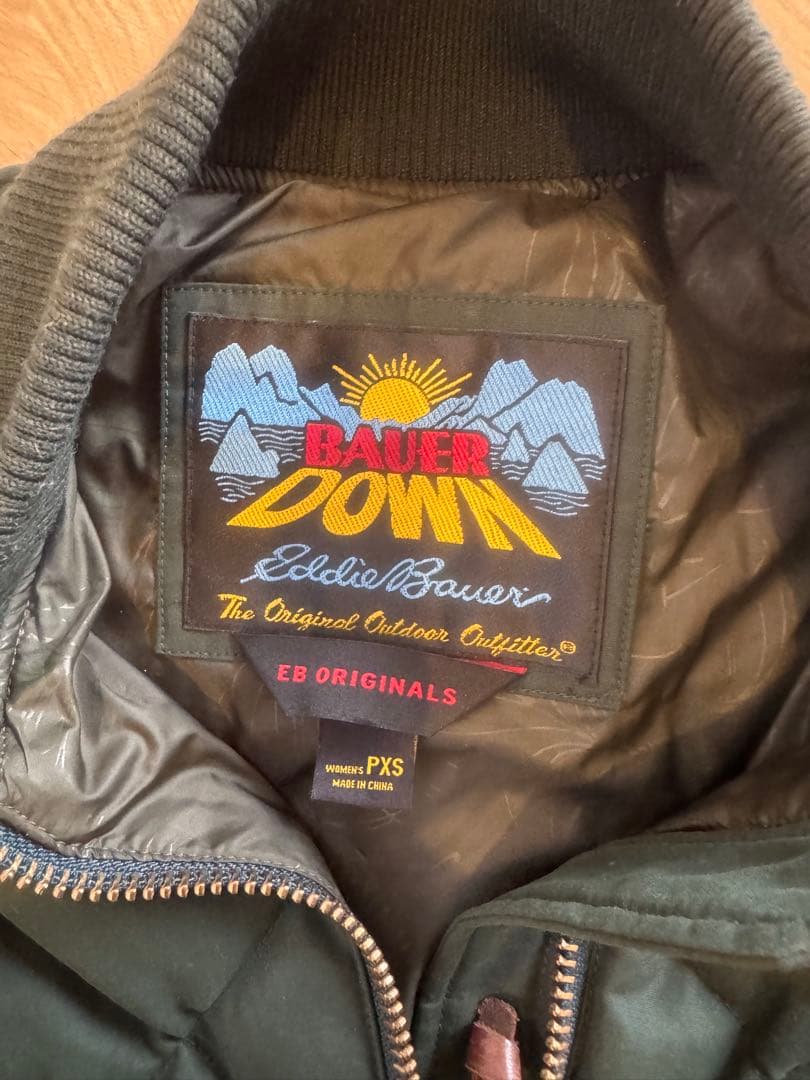 BAUER
DOWN
Eddie Bauer
The Original Outdoor Outfitter®
EB ORIGINALS
WOMEN'S PXS
MADE IN CHINA